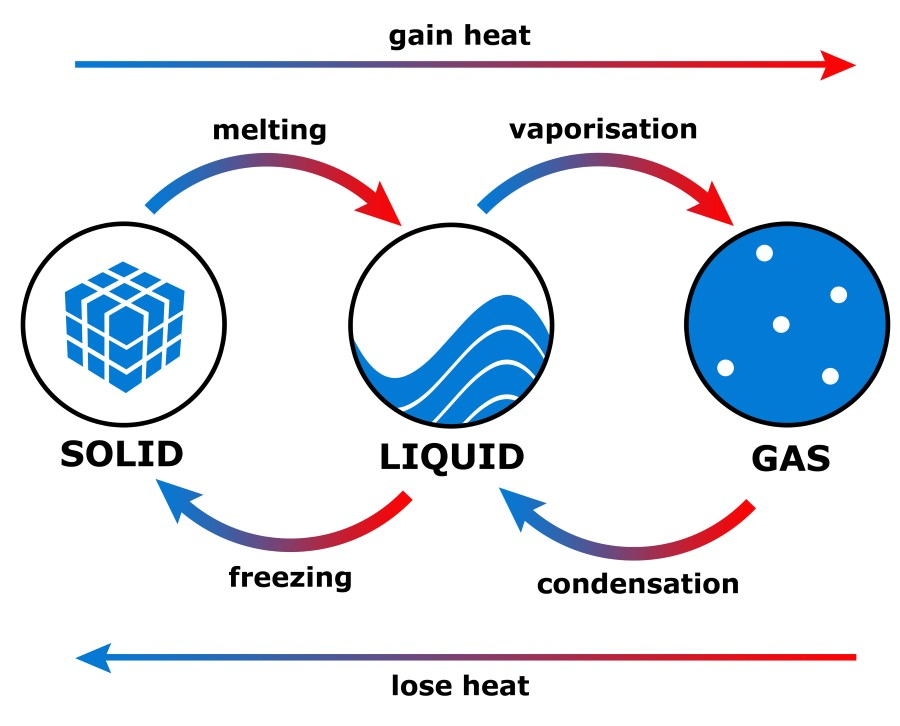 gain heat
melting
vaporisation
SOLID
LIQUID
GAS
freezing
condensation
lose heat